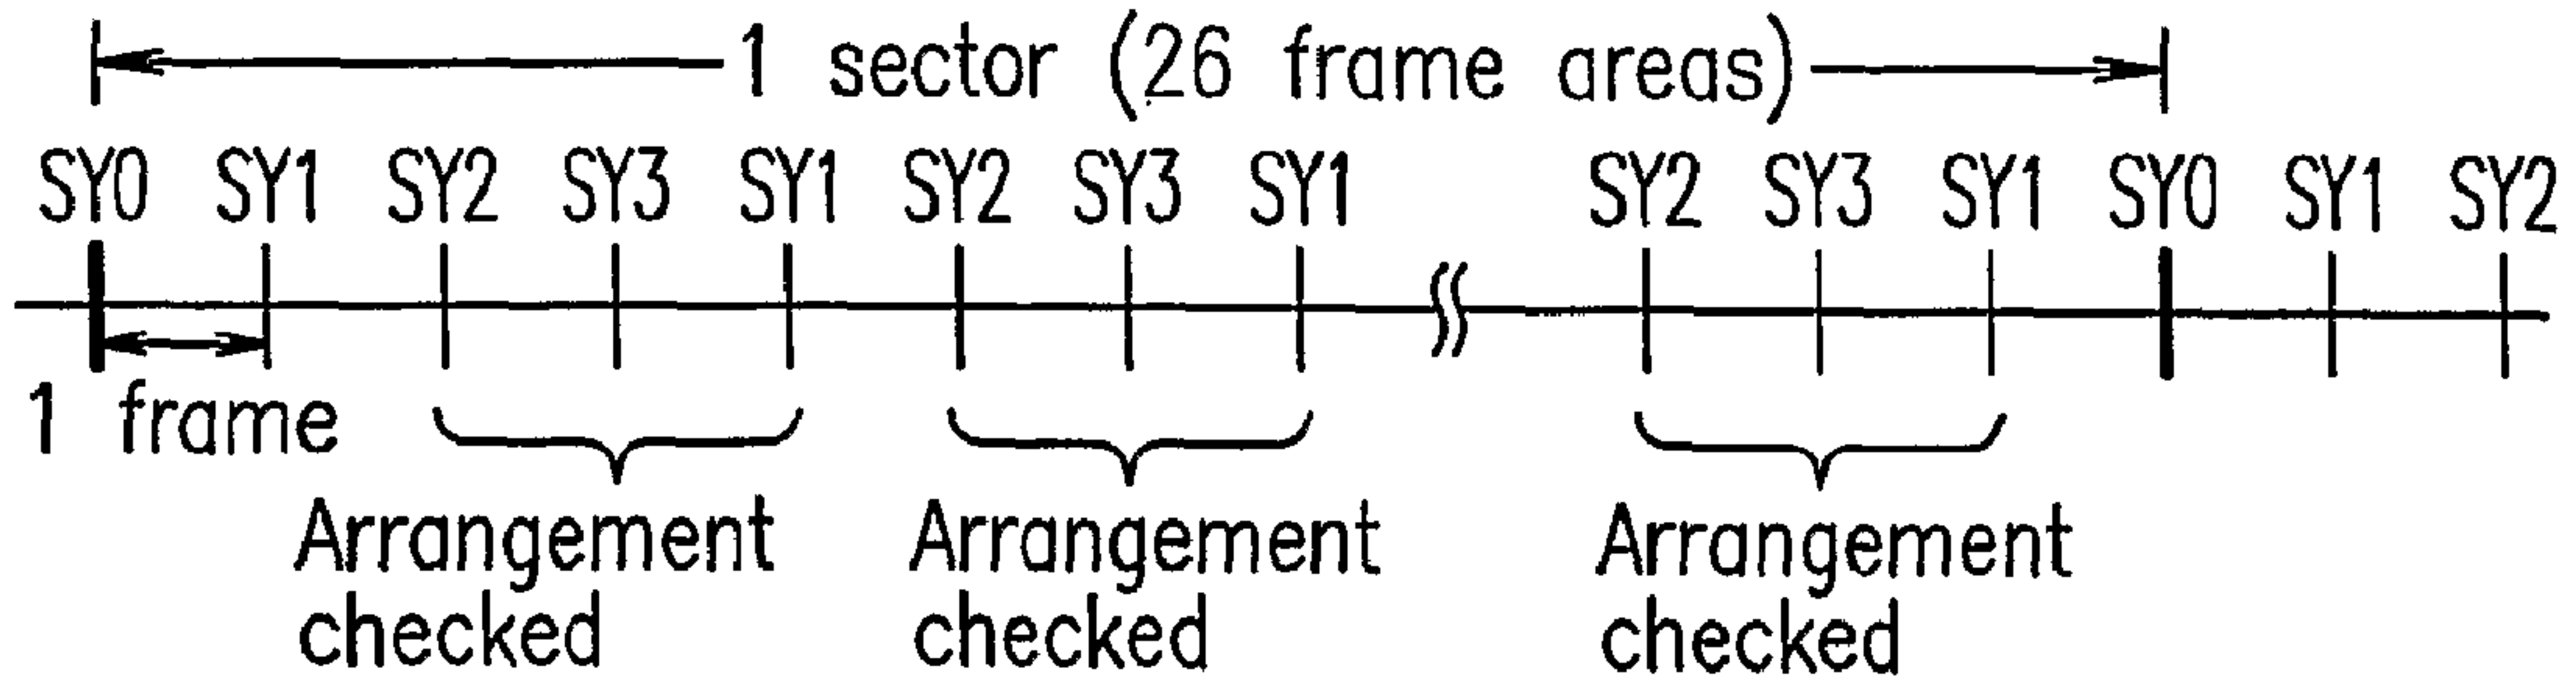 1 sector (26 frame areas)
SY0 SY1 SY2 SY3 SY1 SY2 SY3 SY1 SY2 SY3 SY1 SY0 SY1 SY2
1 frame
Arrangement checked
Arrangement checked
Arrangement checked